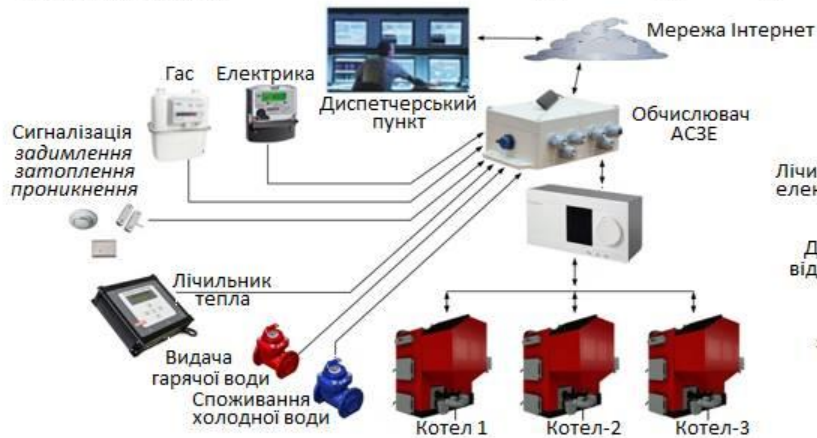 Мережа Інтернет
Гас
Електрика
Диспетчерський
пункт
Обчислювач
АСЗЕ
Сигналізація
задимлення
затоплення
проникнення
Лічильник
тепла
Видача
гарячої води
Споживання
холодної води
Котел 1
Котел-2
Котел-3